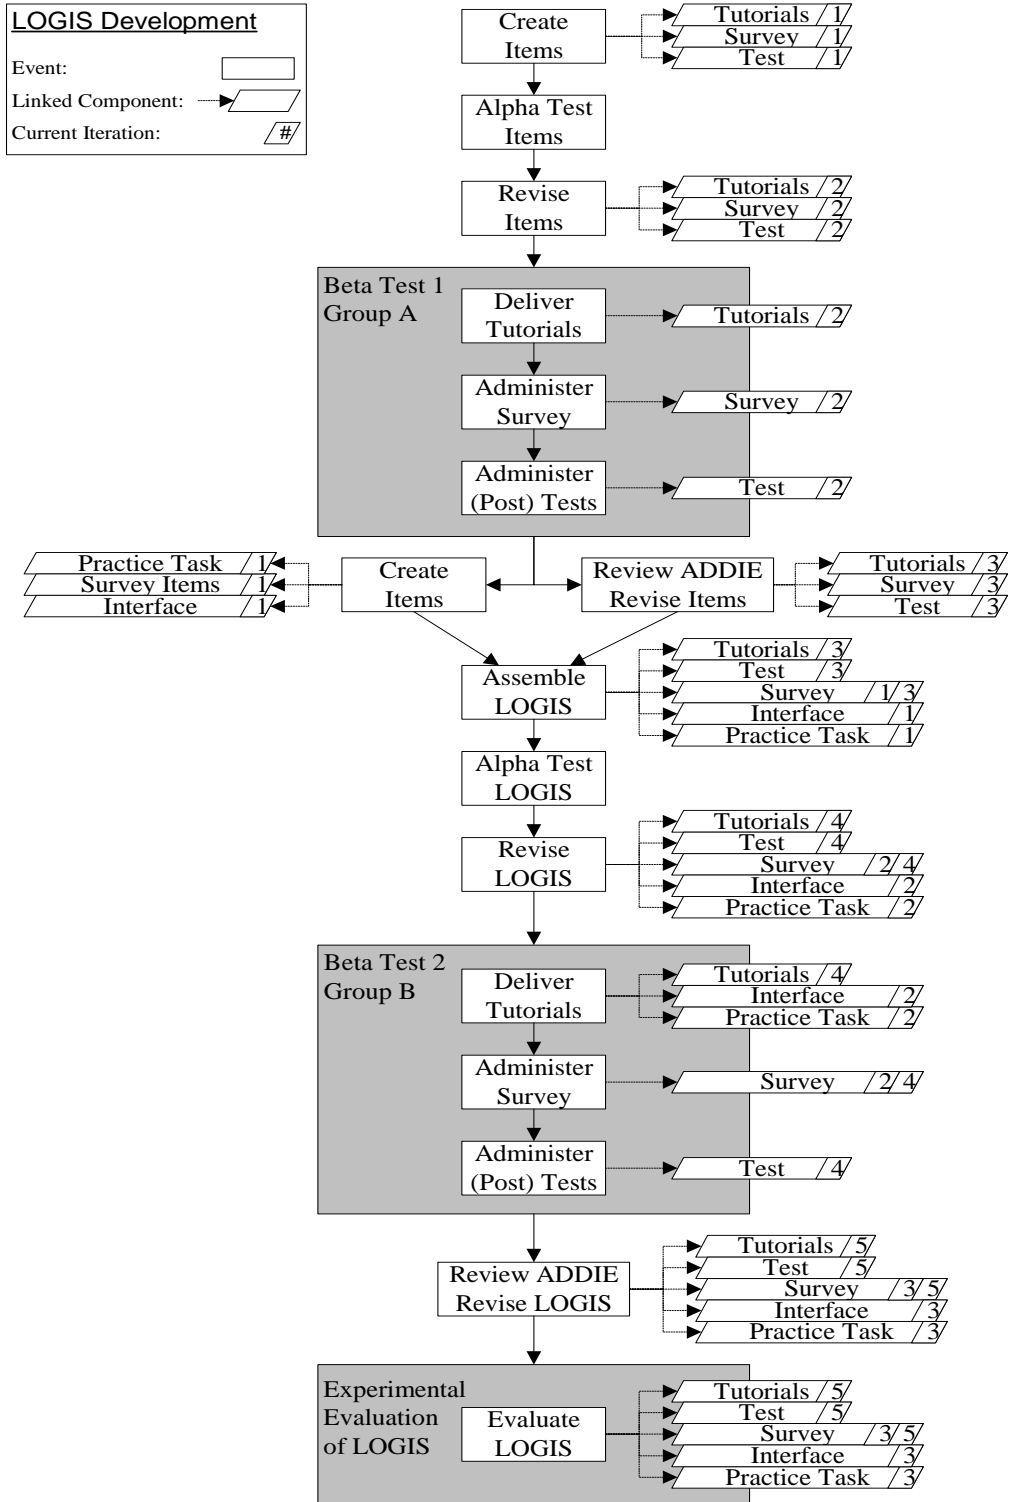 LOGIS Development
Event:
Linked Component:
Current Iteration: #
Create
Items
Tutorials 1
Survey 1
Test 1
Alpha Test
Items
Revise
Items
Tutorials 2
Survey 2
Test 2
Beta Test 1
Group A
Deliver
Tutorials
Tutorials 2
Administer
Survey
Survey 2
Administer
(Post) Tests
Test 2
Practice Task 1
Survey Items 1
Interface 1
Create
Items
Review ADDIE
Revise Items
Tutorials 3
Survey 3
Test 3
Assemble
LOGIS
Tutorials 3
Test 3
Survey 1 3
Interface 1
Practice Task 1
Alpha Test
LOGIS
Revise
LOGIS
Tutorials 4
Test 4
Survey 2 4
Interface 2
Practice Task 2
Beta Test 2
Group B
Deliver
Tutorials
Tutorials 4
Interface 2
Practice Task 2
Administer
Survey
Survey 2 4
Administer
(Post) Tests
Test 4
Review ADDIE
Revise LOGIS
Tutorials 5
Test 5
Survey 3 5
Interface 3
Practice Task 3
Experimental
Evaluation
of LOGIS
Evaluate
LOGIS
Tutorials 5
Test 5
Survey 3 5
Interface 3
Practice Task 3